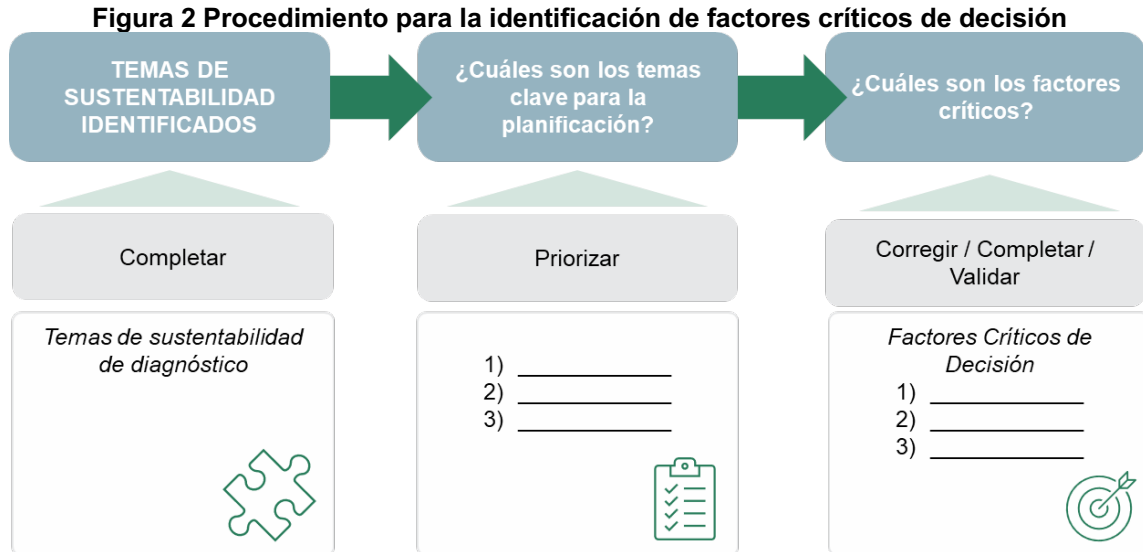 Figura 2 Procedimiento para la identificación de factores críticos de decisión
TEMAS DE
SUSTENTABILIDAD
IDENTIFICADOS
¿Cuáles son los temas
clave para la
planificación?
¿Cuáles son los factores
críticos?
Completar
Priorizar
Corregir / Completar /
Validar
Temas de sustentabilidad
de diagnóstico
1) ____________
2) ____________
3) ____________
Factores Críticos de
Decisión
1) ____________
2) ____________
3) ____________